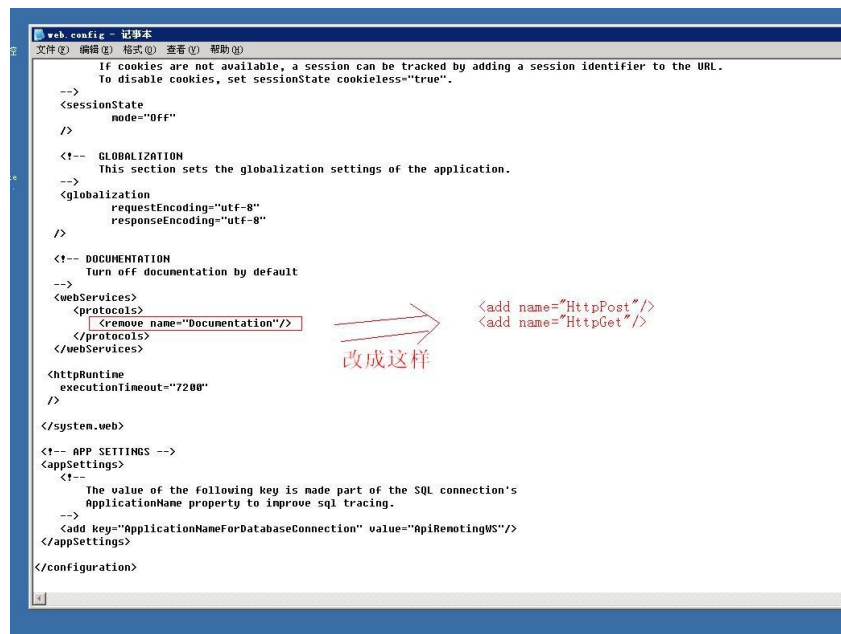 web.config - 记事本
文件(F) 编辑(E) 格式(O) 查看(V) 帮助(H)
If cookies are not available, a session can be tracked by adding a session identifier to the URL.
To disable cookies, set sessionState cookieless="true".
-->
<sessionState
mode="Off"
/>
<!-- GLOBALIZATION
This section sets the globalization settings of the application.
-->
<globalization
requestEncoding="utf-8"
responseEncoding="utf-8"
/>
<!-- DOCUMENTATION
Turn off documentation by default
-->
<webServices>
<protocols>
<remove name="Documentation"/>
</protocols>
</webServices>
<add name="HttpPost"/>
<add name="HttpGet"/>
改成这样
<httpRuntime
executionTimeout="7200"
/>
</system.web>
<!-- APP SETTINGS -->
<appSettings>
<!--
The value of the following key is made part of the SQL connection's
ApplicationName property to improve sql tracing.
-->
<add key="ApplicationNameForDatabaseConnection" value="ApiRemotingWS"/>
</appSettings>
</configuration>